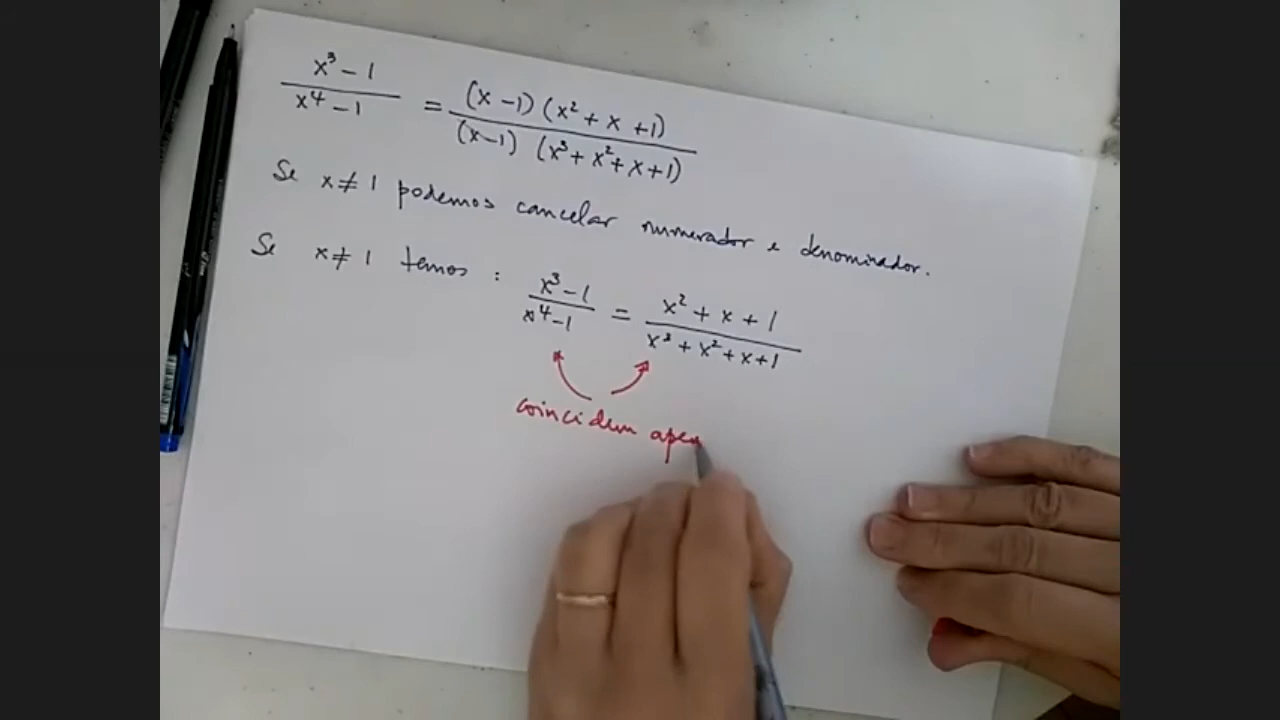 x³ - 1 / x⁴ - 1 = (x - 1) (x² + x + 1) / (x - 1) (x³ + x² + x + 1)
Se x ≠ 1 podemos cancelar numerador e denominador.
Se x ≠ 1 temos : x³ - 1 / x⁴ - 1 = x² + x + 1 / x³ + x² + x + 1
coincidem apen